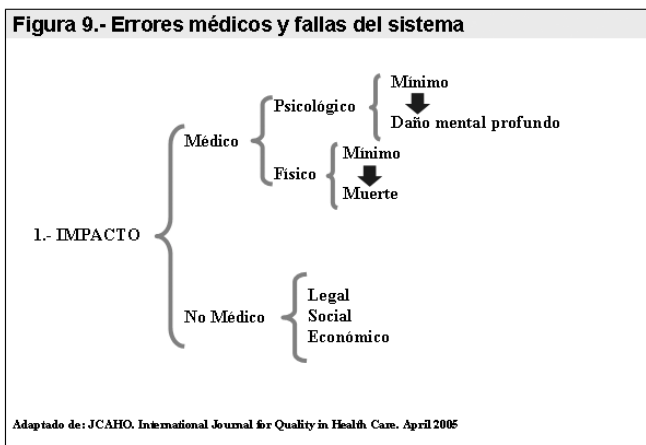 Figura 9.- Errores médicos y fallas del sistema
Mínimo
Psicológico
Daño mental profundo
Médico
Mínimo
Físico
Muerte
1.- IMPACTO
Legal
No Médico
Social
Económico
Adaptado de: JCAHO. International Journal for Quality in Health Care. April 2005